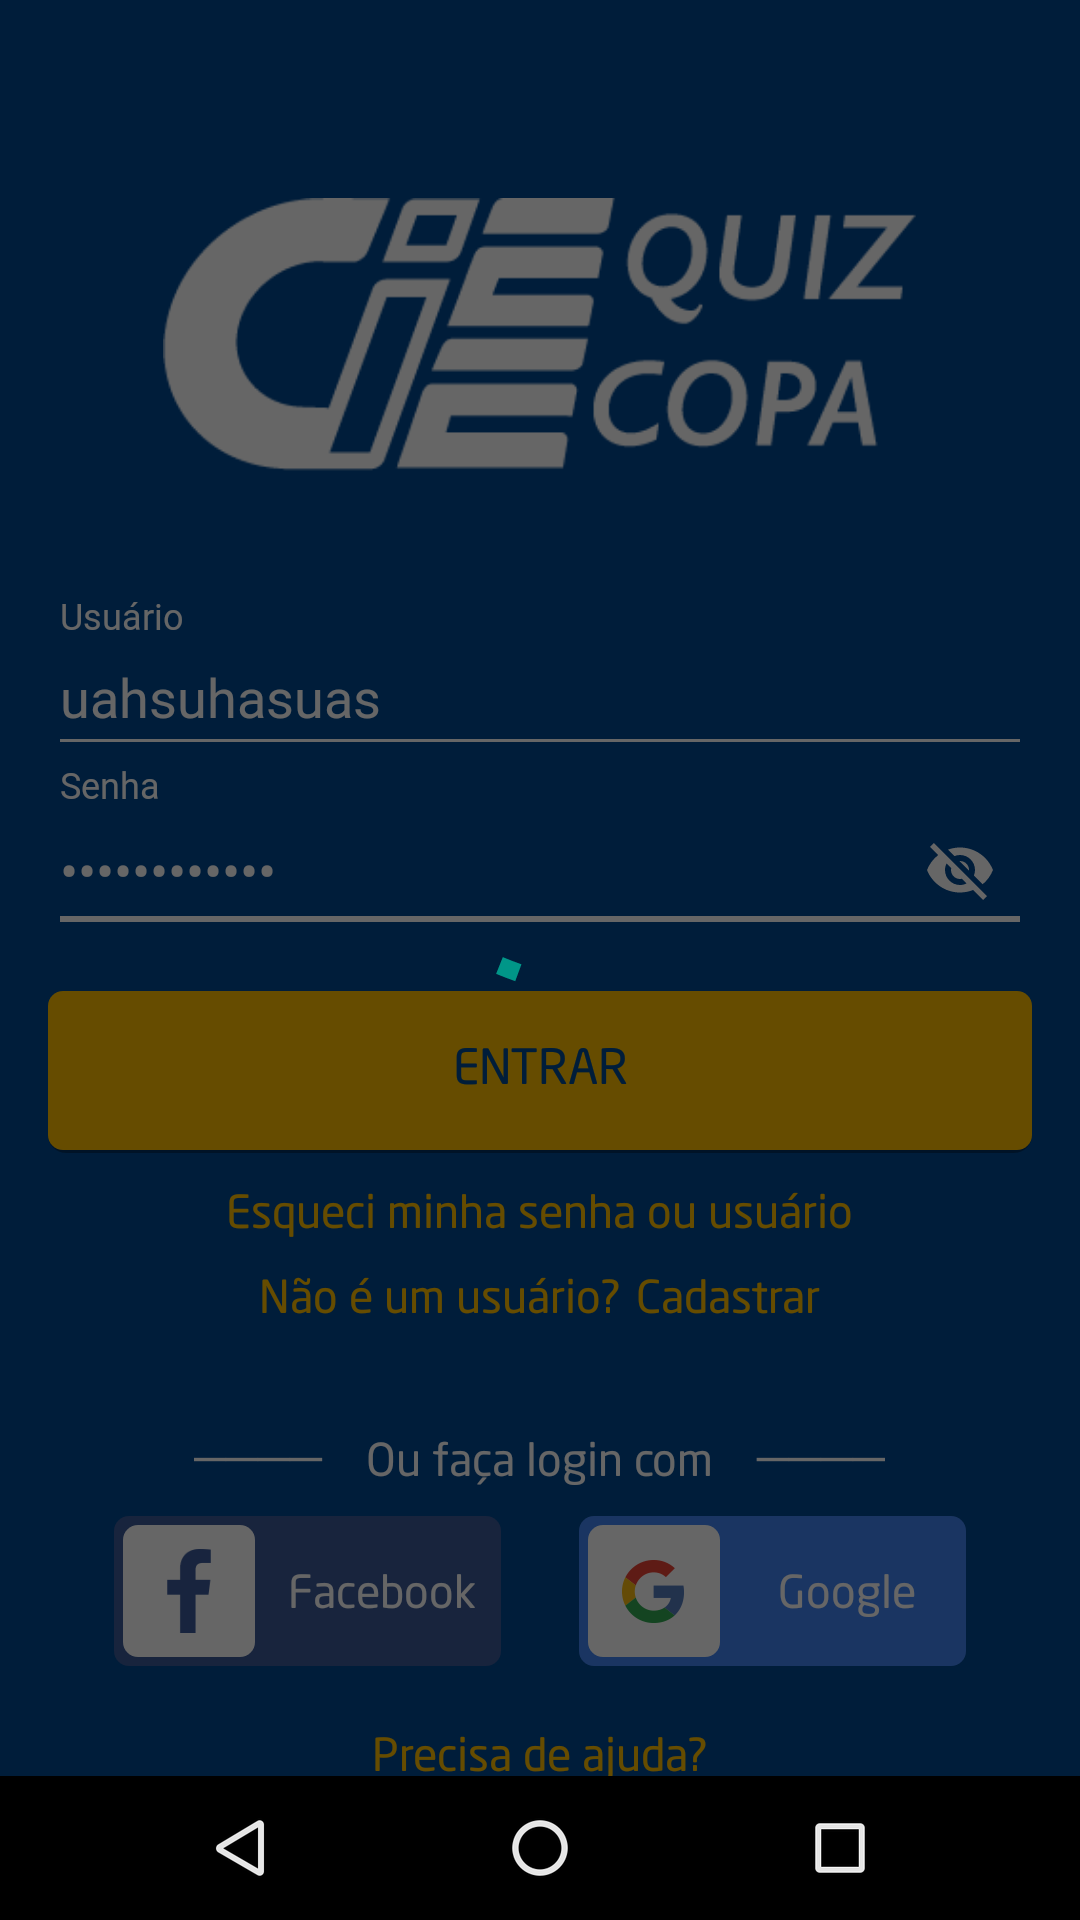 CIE QUIZ
COPA
Usuário
uahsuhasuas
Senha
••••••••••••
ENTRAR
Esqueci minha senha ou usuário
Não é um usuário? Cadastrar
Ou faça login com
Facebook
Google
Precisa de ajuda?